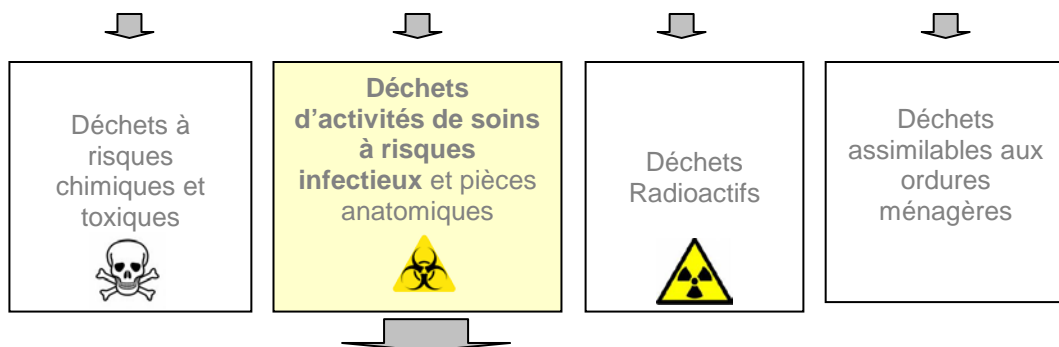 Déchets à
risques
chimiques et
toxiques
Déchets
d’activités de soins
à risques
infectieux et pièces
anatomiques
Déchets
Radioactifs
Déchets
assimilables aux
ordures
ménagères